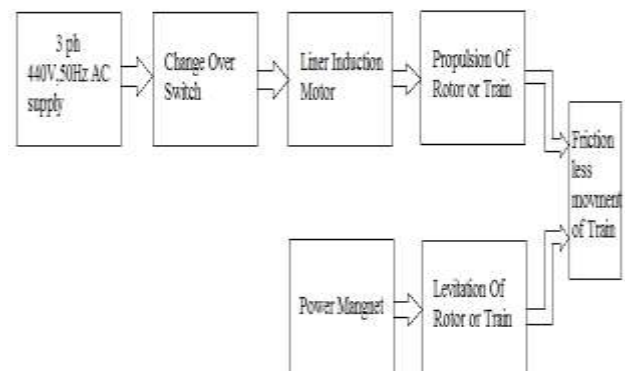 3 ph
440V,50Hz AC
supply
Change Over
Switch
Liner Induction
Motor
Propulsion Of
Rotor or Train
Friction
less
movment
of Train
Power Mangnet
Levitation Of
Rotor or Train